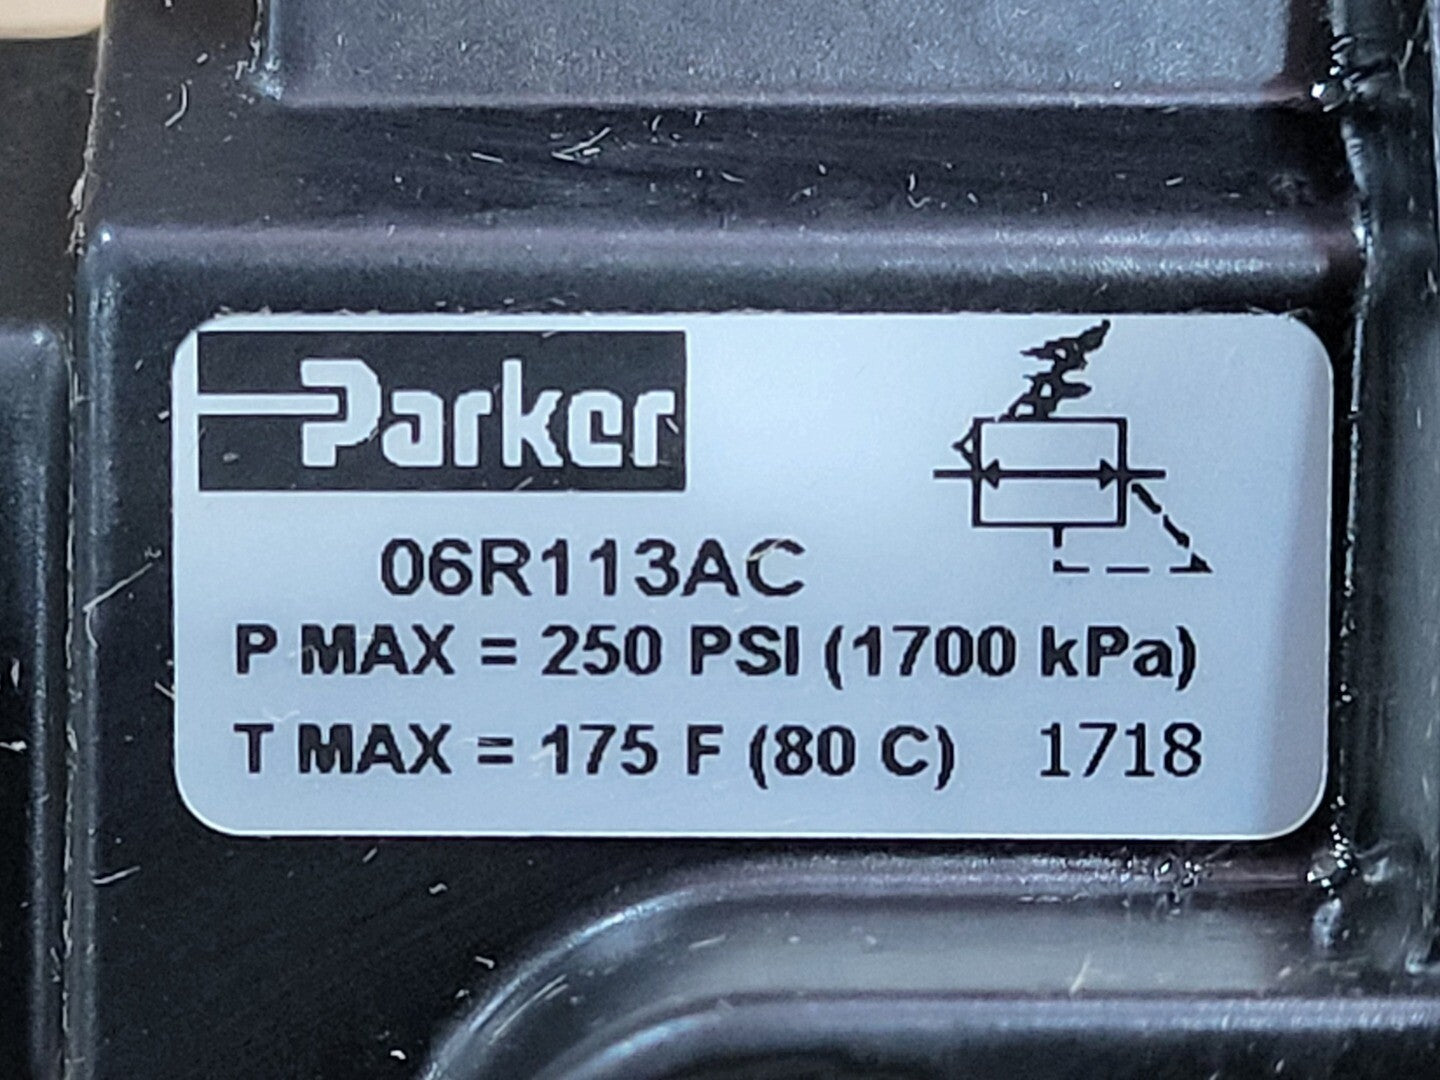 Parker
06R113AC
P MAX = 250 PSI (1700 kPa)
T MAX = 175 F (80 C) 1718